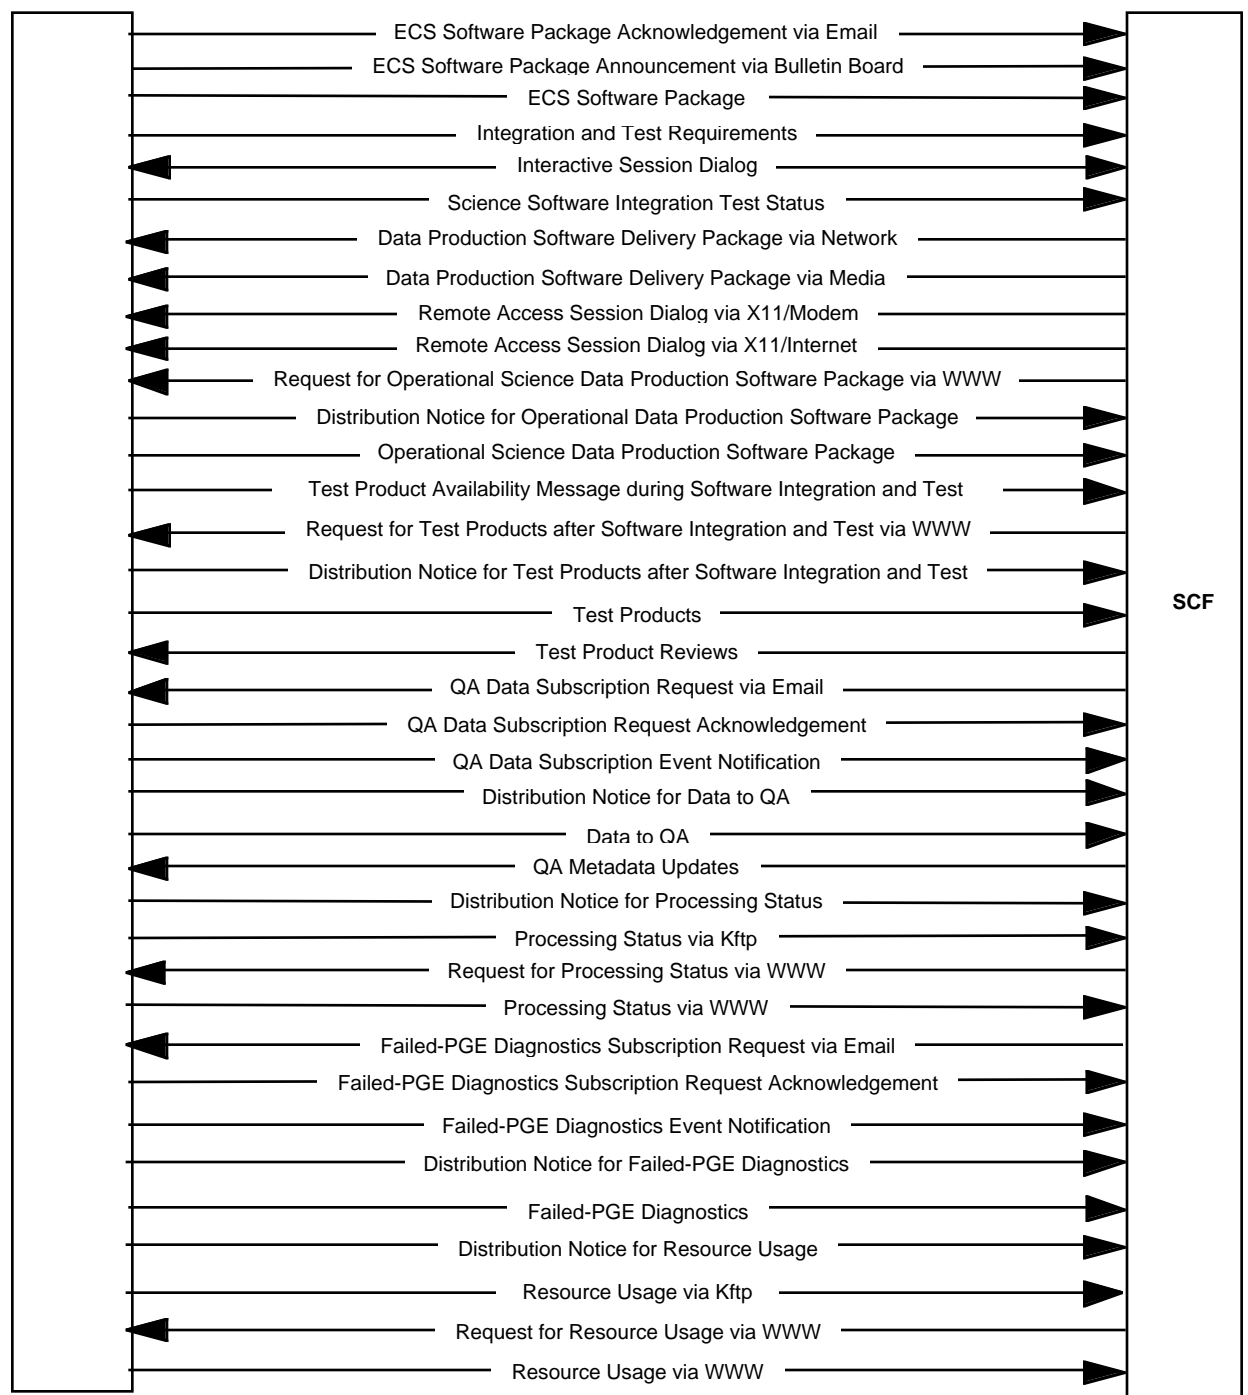 ECS Software Package Acknowledgement via Email
ECS Software Package Announcement via Bulletin Board
ECS Software Package
Integration and Test Requirements
Interactive Session Dialog
Science Software Integration Test Status
Data Production Software Delivery Package via Network
Data Production Software Delivery Package via Media
Remote Access Session Dialog via X11/Modem
Remote Access Session Dialog via X11/Internet
Request for Operational Science Data Production Software Package via WWW
Distribution Notice for Operational Data Production Software Package
Operational Science Data Production Software Package
Test Product Availability Message during Software Integration and Test
Request for Test Products after Software Integration and Test via WWW
Distribution Notice for Test Products after Software Integration and Test
SCF
Test Products
Test Product Reviews
QA Data Subscription Request via Email
QA Data Subscription Request Acknowledgement
QA Data Subscription Event Notification
Distribution Notice for Data to QA
Data to QA
QA Metadata Updates
Distribution Notice for Processing Status
Processing Status via Kftp
Request for Processing Status via WWW
Processing Status via WWW
Failed-PGE Diagnostics Subscription Request via Email
Failed-PGE Diagnostics Subscription Request Acknowledgement
Failed-PGE Diagnostics Event Notification
Distribution Notice for Failed-PGE Diagnostics
Failed-PGE Diagnostics
Distribution Notice for Resource Usage
Resource Usage via Kftp
Request for Resource Usage via WWW
Resource Usage via WWW